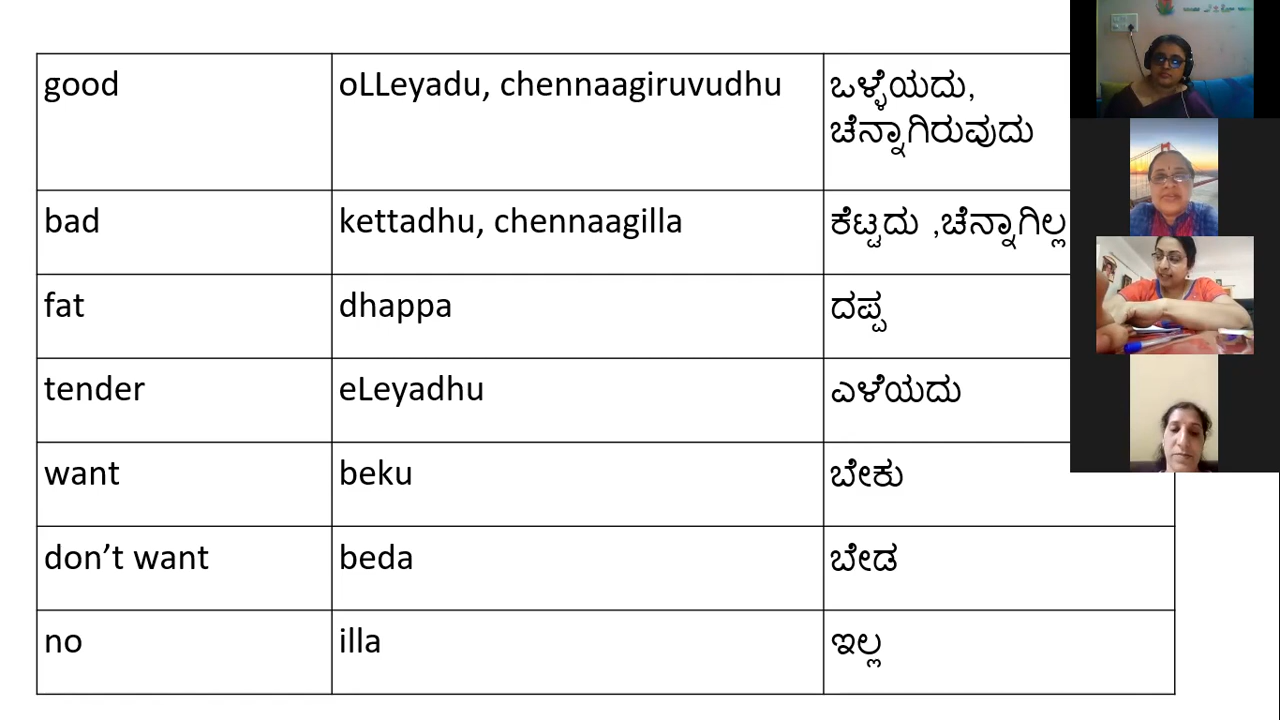 good oLLeyadu, chennaagiruvudhu ಒಳ್ಳೆಯದು,
ಚೆನ್ನಾಗಿರುವುದು
bad kettadhu, chennaagilla ಕೆಟ್ಟದು ,ಚೆನ್ನಾಗಿಲ್ಲ
fat dhappa ದಪ್ಪ
tender eLeyadhu ಎಳೆಯದು
want beku ಬೇಕು
don’t want beda ಬೇಡ
no illa ಇಲ್ಲ